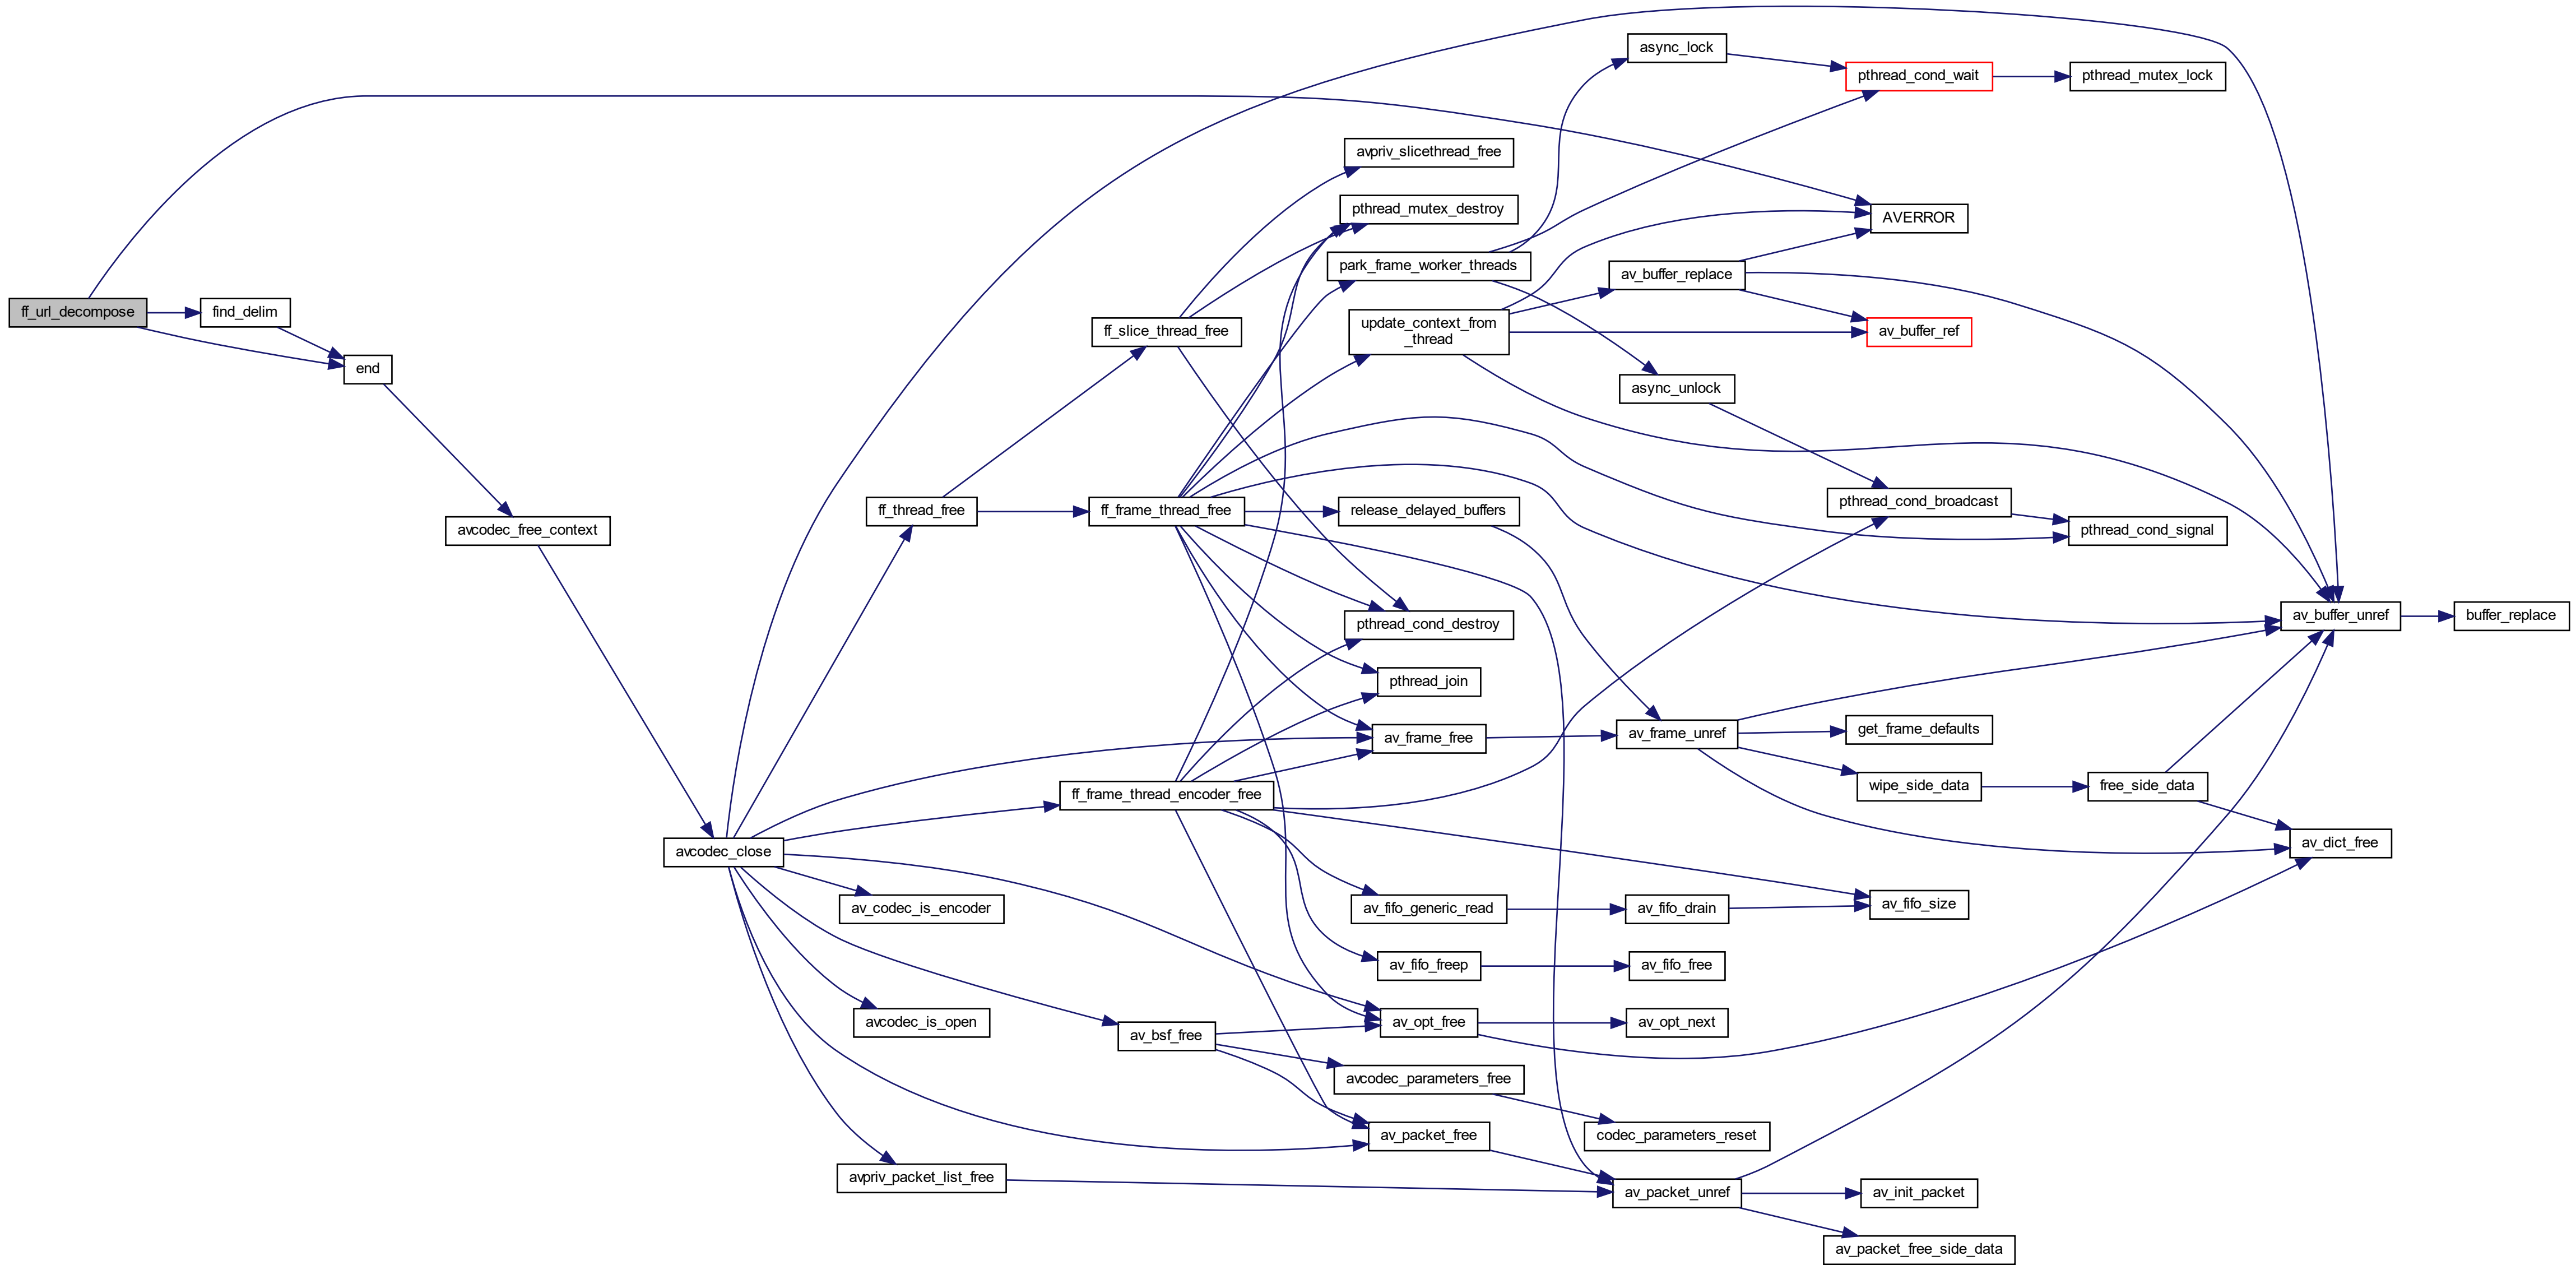 ff_url_decompose
find_delim
end
avcodec_free_context
avcodec_close
ff_thread_free
av_codec_is_encoder
avcodec_is_open
avpriv_packet_list_free
ff_slice_thread_free
ff_frame_thread_free
ff_frame_thread_encoder_free
av_bsf_free
avpriv_slicethread_free
pthread_mutex_destroy
park_frame_worker_threads
update_context_from
_thread
release_delayed_buffers
pthread_cond_destroy
pthread_join
av_frame_free
av_fifo_generic_read
av_fifo_freep
av_opt_free
avcodec_parameters_free
av_packet_free
async_lock
av_buffer_replace
async_unlock
av_frame_unref
av_fifo_drain
av_fifo_free
av_opt_next
codec_parameters_reset
av_packet_unref
pthread_cond_wait
AVERROR
av_buffer_ref
pthread_cond_broadcast
get_frame_defaults
wipe_side_data
av_fifo_size
av_init_packet
av_packet_free_side_data
pthread_mutex_lock
pthread_cond_signal
free_side_data
av_buffer_unref
av_dict_free
buffer_replace